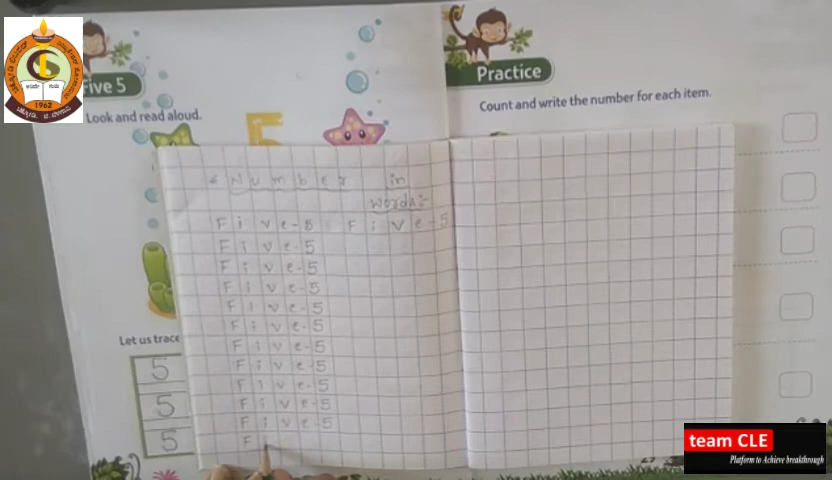 Five 5
Look and read aloud.
5
Practice
Count and write the number for each item.
* Number in
words:-
Five-5 Five-5
Five-5
Five-5
Five-5
Five-5
Five-5
Five-5
Five-5
Five-5
Five-5
Five-5
Fi
Let us trace
5
5
5
1962
team CLE
Platform to Achieve breakthrough